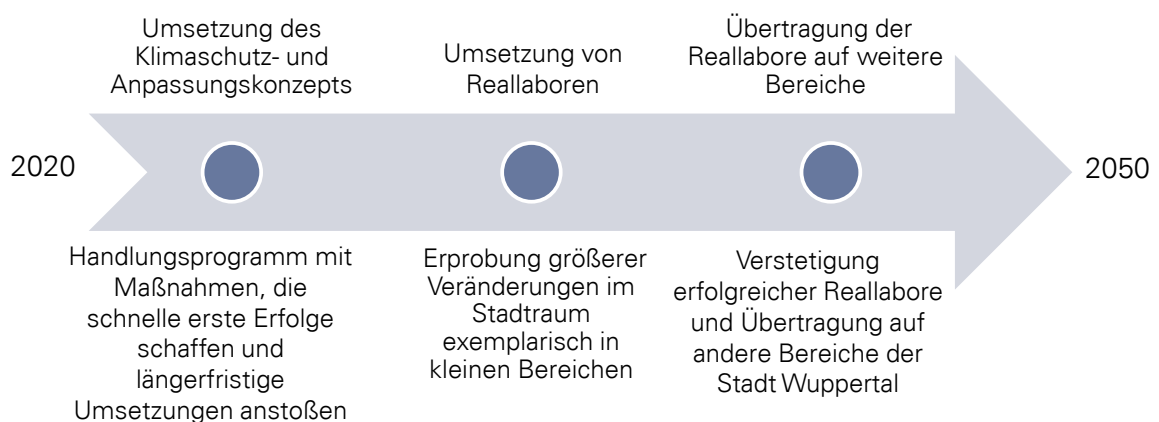 Umsetzung des
Klimaschutz- und
Anpassungskonzepts
Umsetzung von
Reallaboren
Übertragung der
Reallabore auf weitere
Bereiche
2020
2050
Handlungsprogramm mit
Maßnahmen, die
schnelle erste Erfolge
schaffen und
längerfristige
Umsetzungen anstoßen
Erprobung größerer
Veränderungen im
Stadtraum
exemplarisch in
kleinen Bereichen
Verstetigung
erfolgreicher Reallabore
und Übertragung auf
andere Bereiche der
Stadt Wuppertal